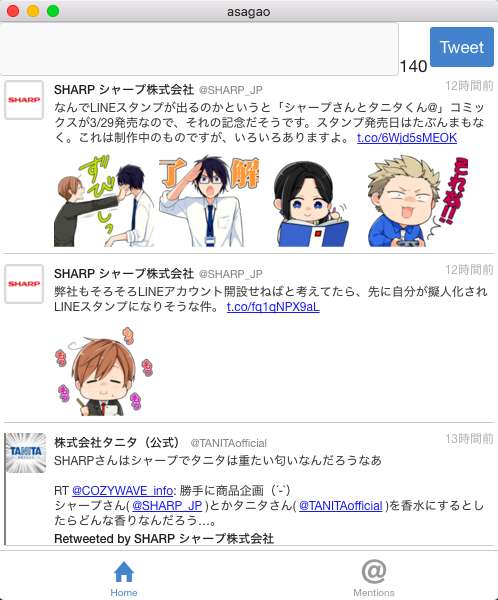 asagao
140
Tweet
SHARP
SHARP シャープ株式会社 @SHARP_JP
12時間前
なんでLINEスタンプが出るのかというと「シャープさんとタニタくん@」コミッ
クスが3/29発売なので、それの記念だそうです。スタンプ発売日はたぶんまもな
く。これは制作中のものですが、いろいろありますよ。 t.co/6Wjd5sMEOK
ずびしっ
了解
それな!!
SHARP
SHARP シャープ株式会社 @SHARP_JP
12時間前
弊社もそろそろLINEアカウント開設せねばと考えてたら、先に自分が擬人化され
LINEスタンプになりそうな件。 t.co/fq1qNPX9aL
もっ
もっ
もっ
もっ
TANITA
株式会社タニタ（公式） @TANITAofficial
13時間前
SHARPさんはシャープでタニタは重たい匂いなんだろうなあ
RT @COZYWAVE_info: 勝手に商品企画（´-`）
シャープさん( @SHARP_JP )とかタニタさん( @TANITAofficial )を香水にするとし
たらどんな香りなんだろう…。
Retweeted by SHARP シャープ株式会社
Home
@
Mentions